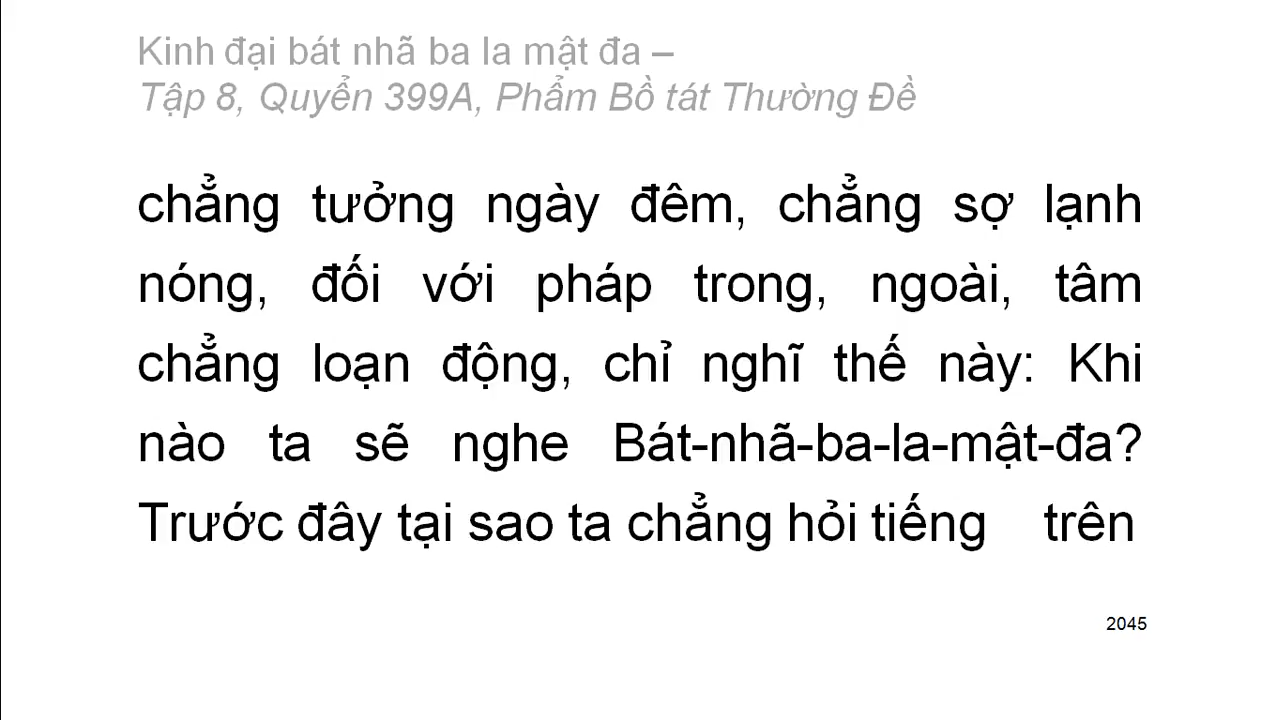 Kinh đại bát nhã ba la mật đa –
Tập 8, Quyển 399A, Phẩm Bồ tát Thường Đề
chẳng tưởng ngày đêm, chẳng sợ lạnh
nóng, đối với pháp trong, ngoài, tâm
chẳng loạn động, chỉ nghĩ thế này: Khi
nào ta sẽ nghe Bát-nhã-ba-la-mật-đa?
Trước đây tại sao ta chẳng hỏi tiếng trên
2045